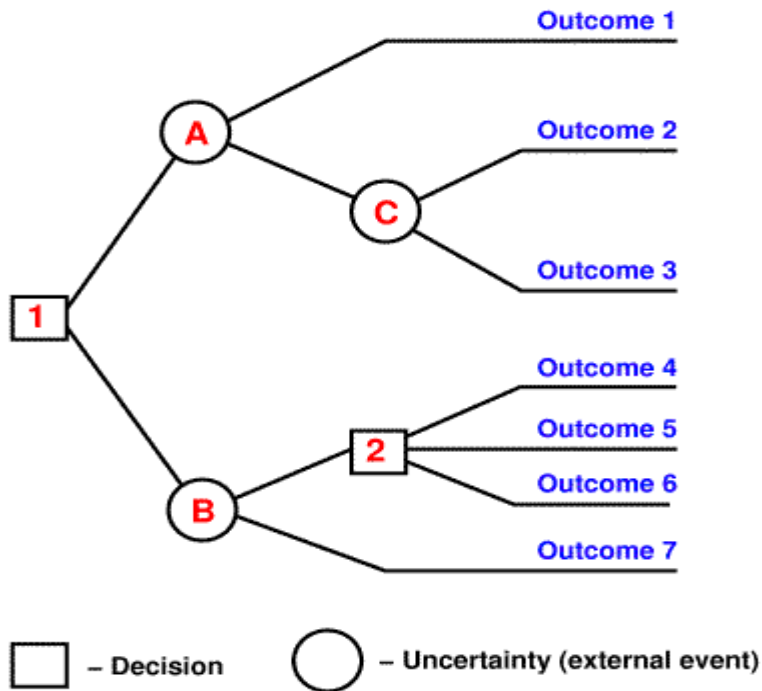 Outcome 1
A
Outcome 2
C
Outcome 3
1
Outcome 4
Outcome 5
2
Outcome 6
B
Outcome 7
– Decision
– Uncertainty (external event)